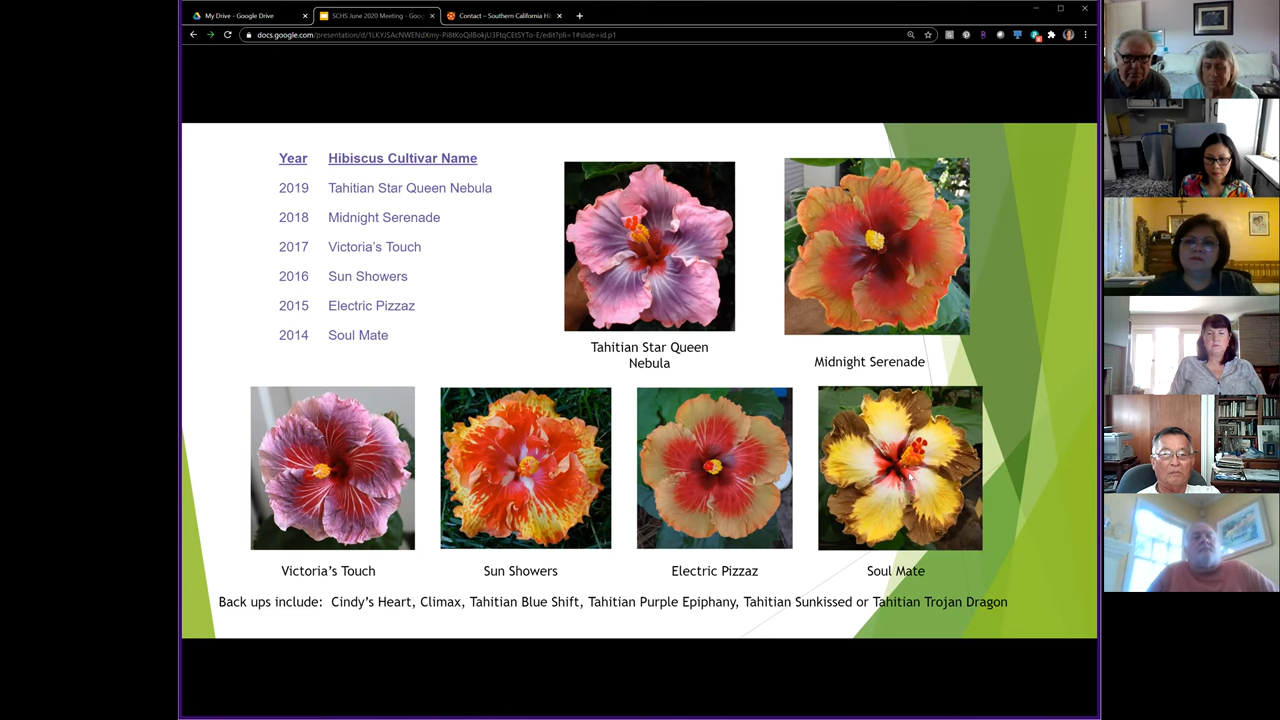 My Drive - Google Drive
SCHS June 2020 Meeting - Goog
Contact – Southern California Hi
Year Hibiscus Cultivar Name
2019 Tahitian Star Queen Nebula
2018 Midnight Serenade
2017 Victoria's Touch
2016 Sun Showers
2015 Electric Pizzaz
2014 Soul Mate
Tahitian Star Queen
Nebula
Midnight Serenade
Victoria's Touch
Sun Showers
Electric Pizzaz
Soul Mate
Back ups include: Cindy's Heart, Climax, Tahitian Blue Shift, Tahitian Purple Epiphany, Tahitian Sunkissed or Tahitian Trojan Dragon